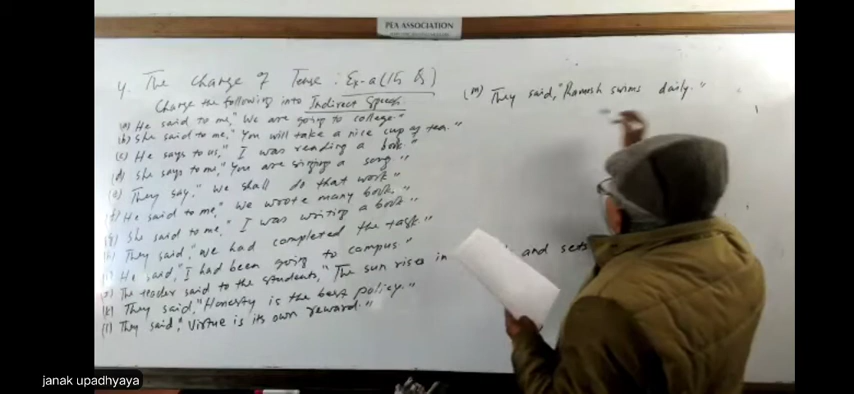 PEA ASSOCIATION
4. The Change of Tense : Ex-a (15 Qs)
Change the following into Indirect Speech.
(a) He said to me, "We are going to college."
(b) She said to me, "You will take a nice cup of tea."
(c) He says to us, "I was reading a book."
(d) She says to me, "You are singing a song."
(e) They say, "We shall do that work."
(f) He said to me, "We wrote many books."
(g) She said to me, "I was writing a book."
(h) They said, "We had completed the task."
(i) He said, "I had been going to campus."
(j) The teacher said to the students, "The sun rises in and sets
(k) They said, "Honesty is the best policy."
(l) They said, "Virtue is its own reward."
(m) They said, "Ramesh swims daily."
janak upadhyaya